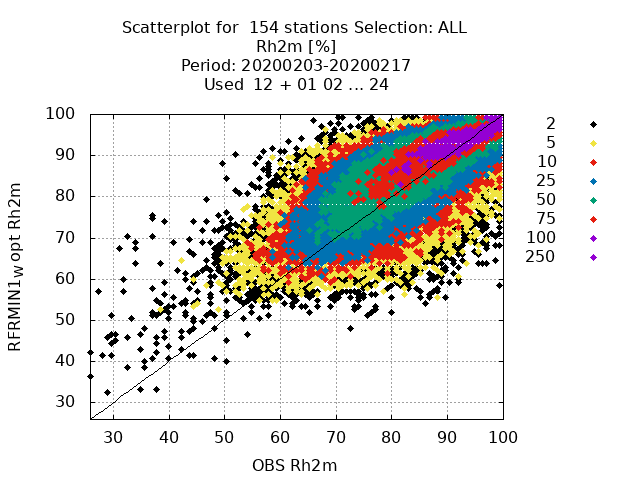 Scatterplot for  154 stations Selection: ALL
Rh2m [%]
Period: 20200203-20200217
Used  12 + 01 02 ... 24
RFRMIN1w opt Rh2m
100
90
80
70
60
50
40
30
30 40 50 60 70 80 90 100
OBS Rh2m
2
5
10
25
50
75
100
250